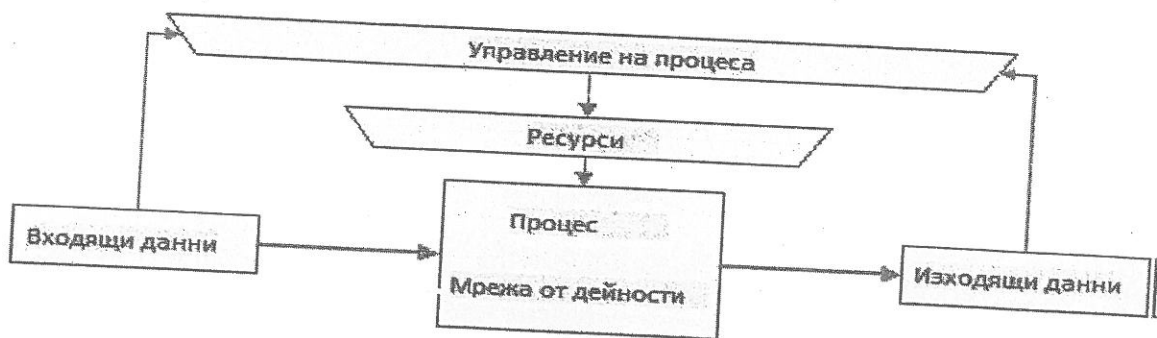 Управление на процеса
Ресурси
Процес
Входящи данни
Мрежа от дейности
Изходящи данни